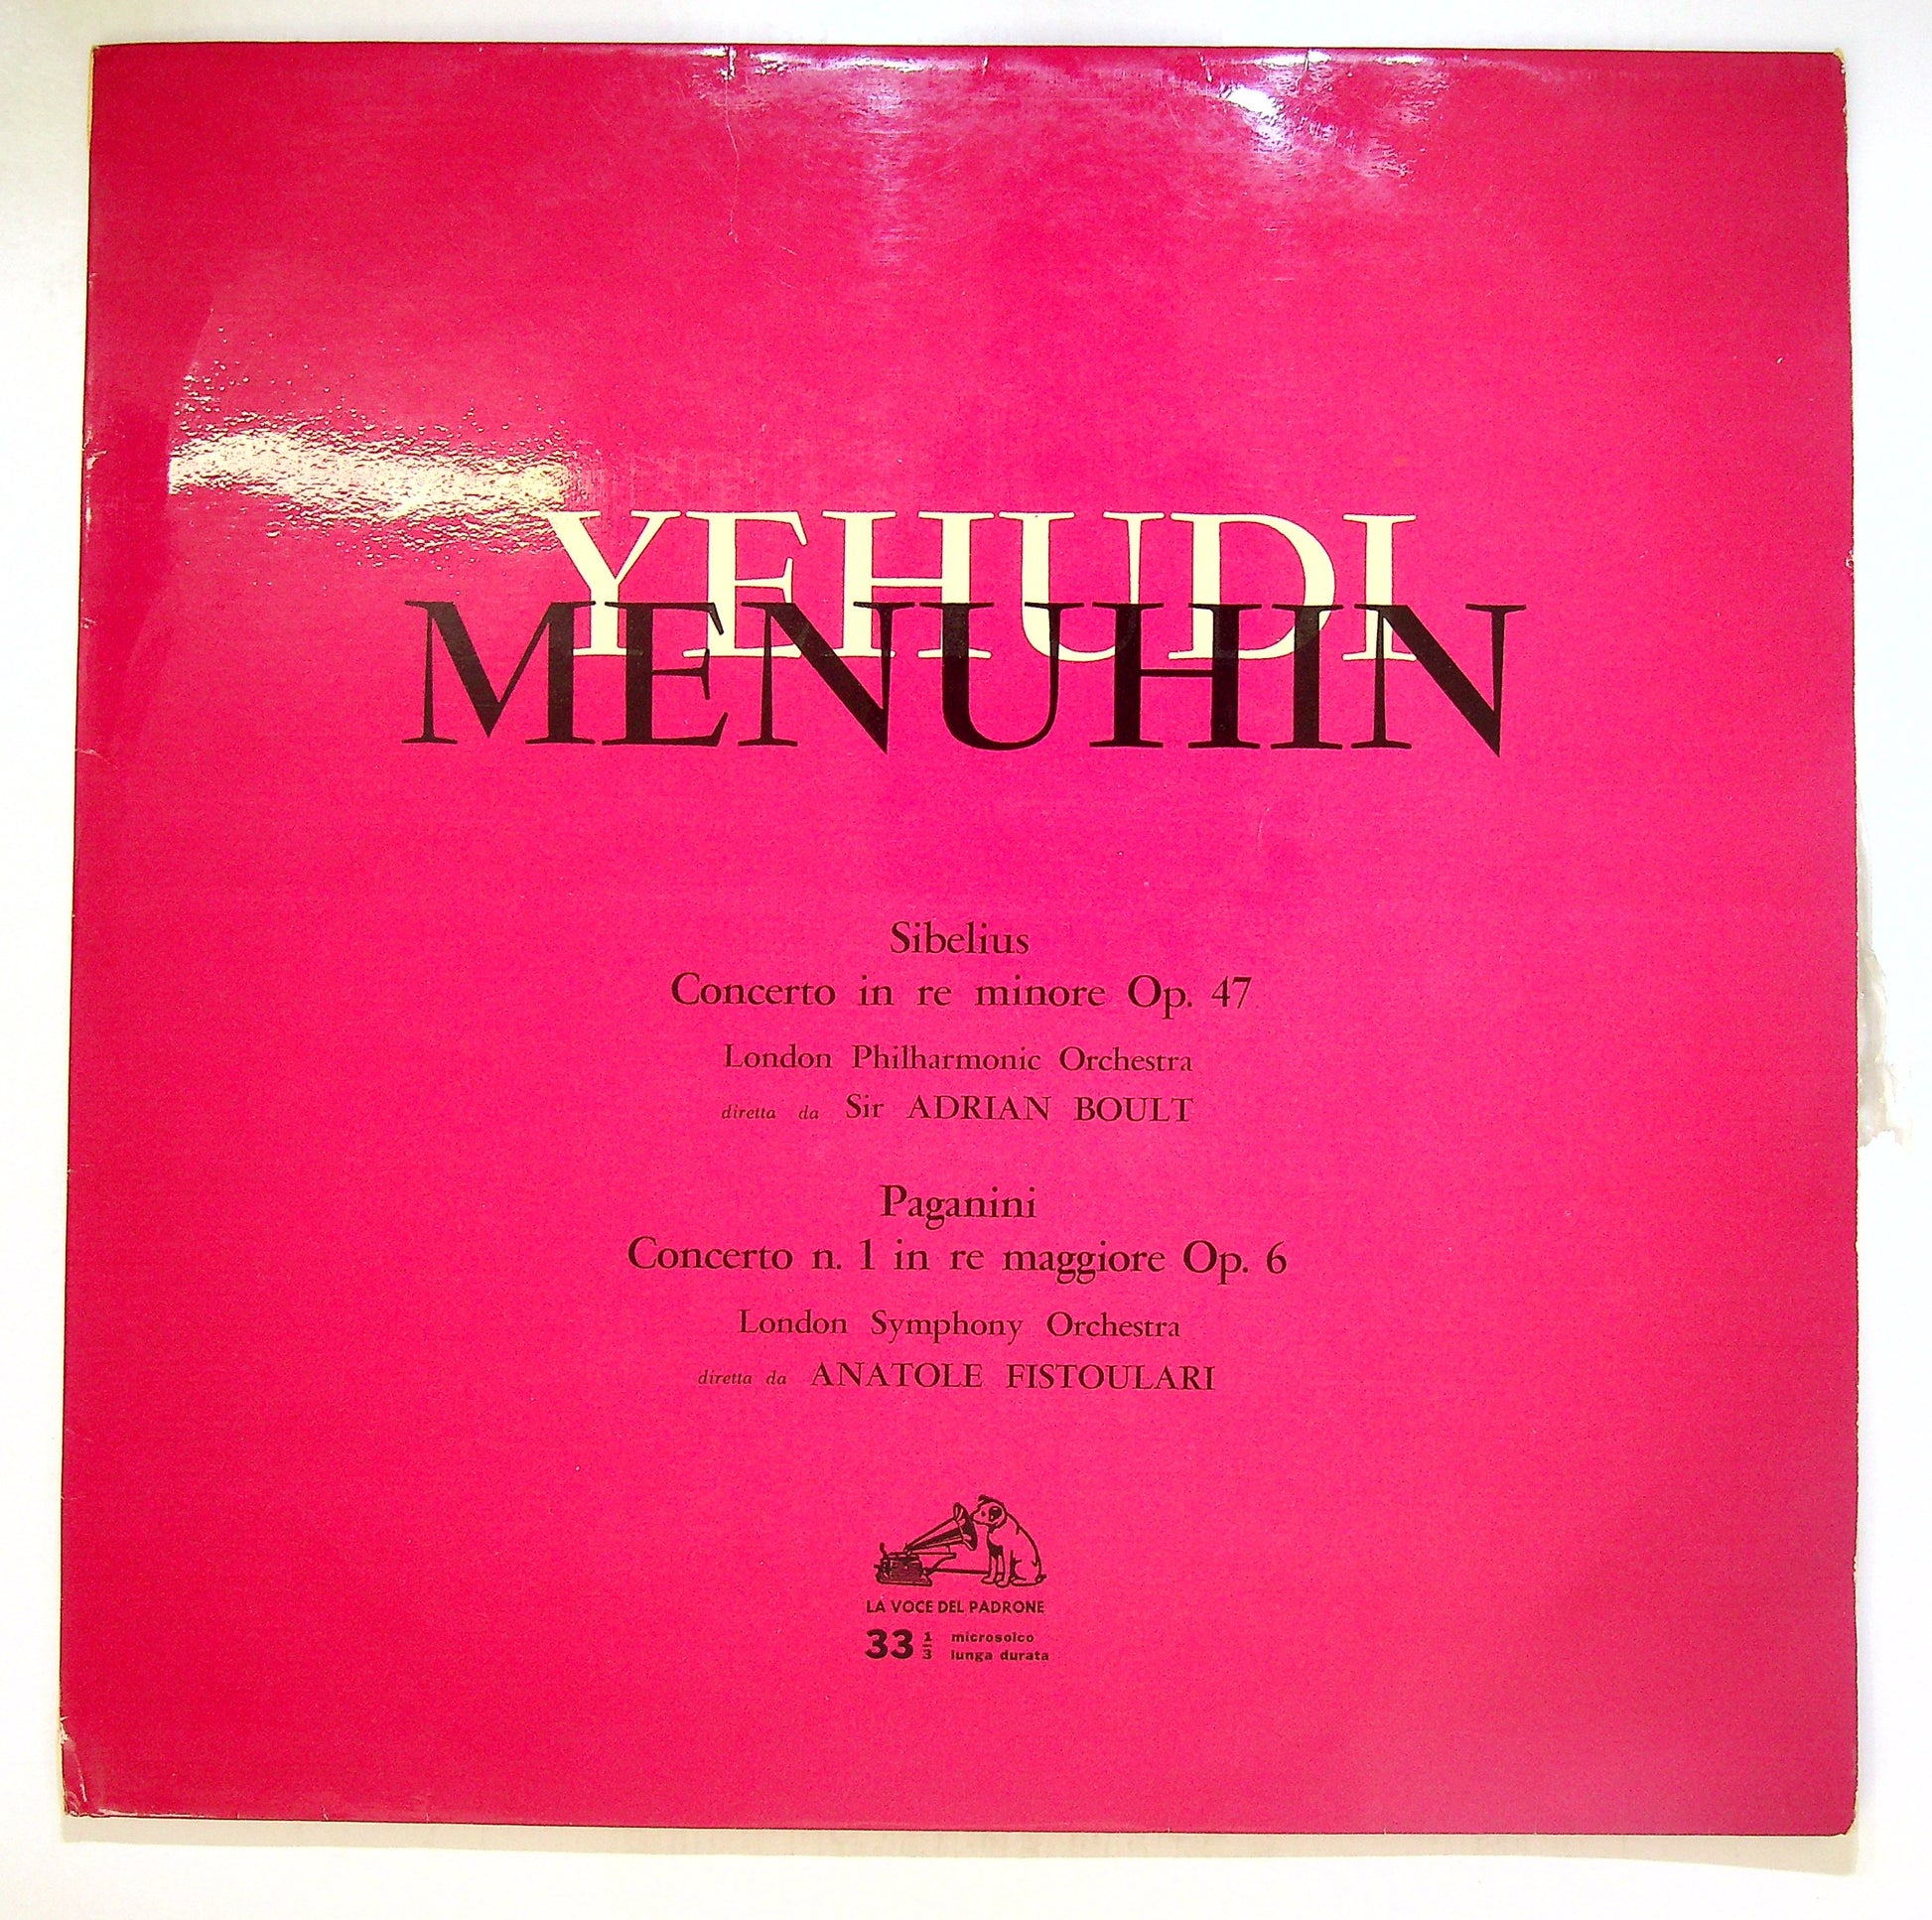 YEHUDI
MENUHIN
Sibelius
Concerto in re minore Op. 47
London Philharmonic Orchestra
diretta da Sir ADRIAN BOULT
Paganini
Concerto n. 1 in re maggiore Op. 6
London Symphony Orchestra
diretta da ANATOLE FISTOULARI
LA VOCE DEL PADRONE
33 1/3 microsolco
lunga durata